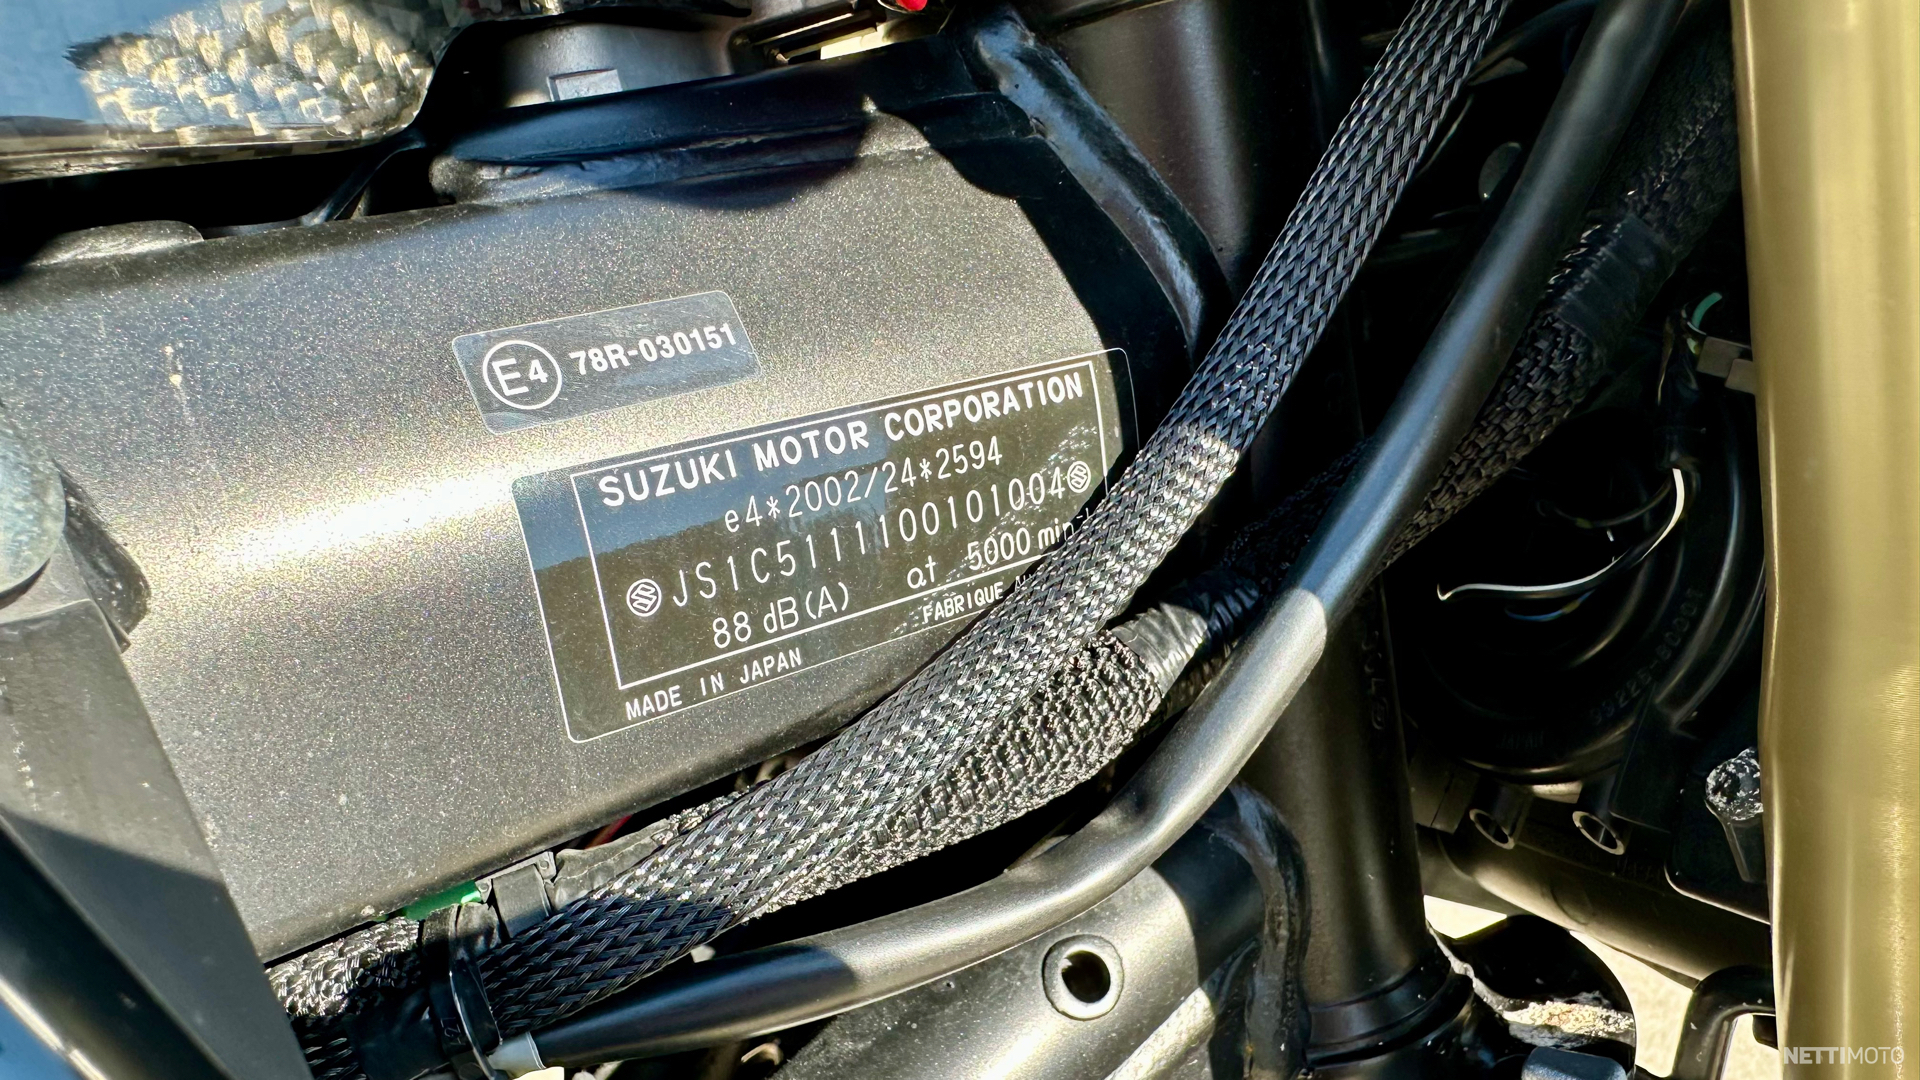 E4 78R-030151
SUZUKI MOTOR CORPORATION
e4*2002/24*2594
JS1C5111100101004
88 dB(A) at 5000 min
MADE IN JAPAN FABRIQUE
NETTIMOTO